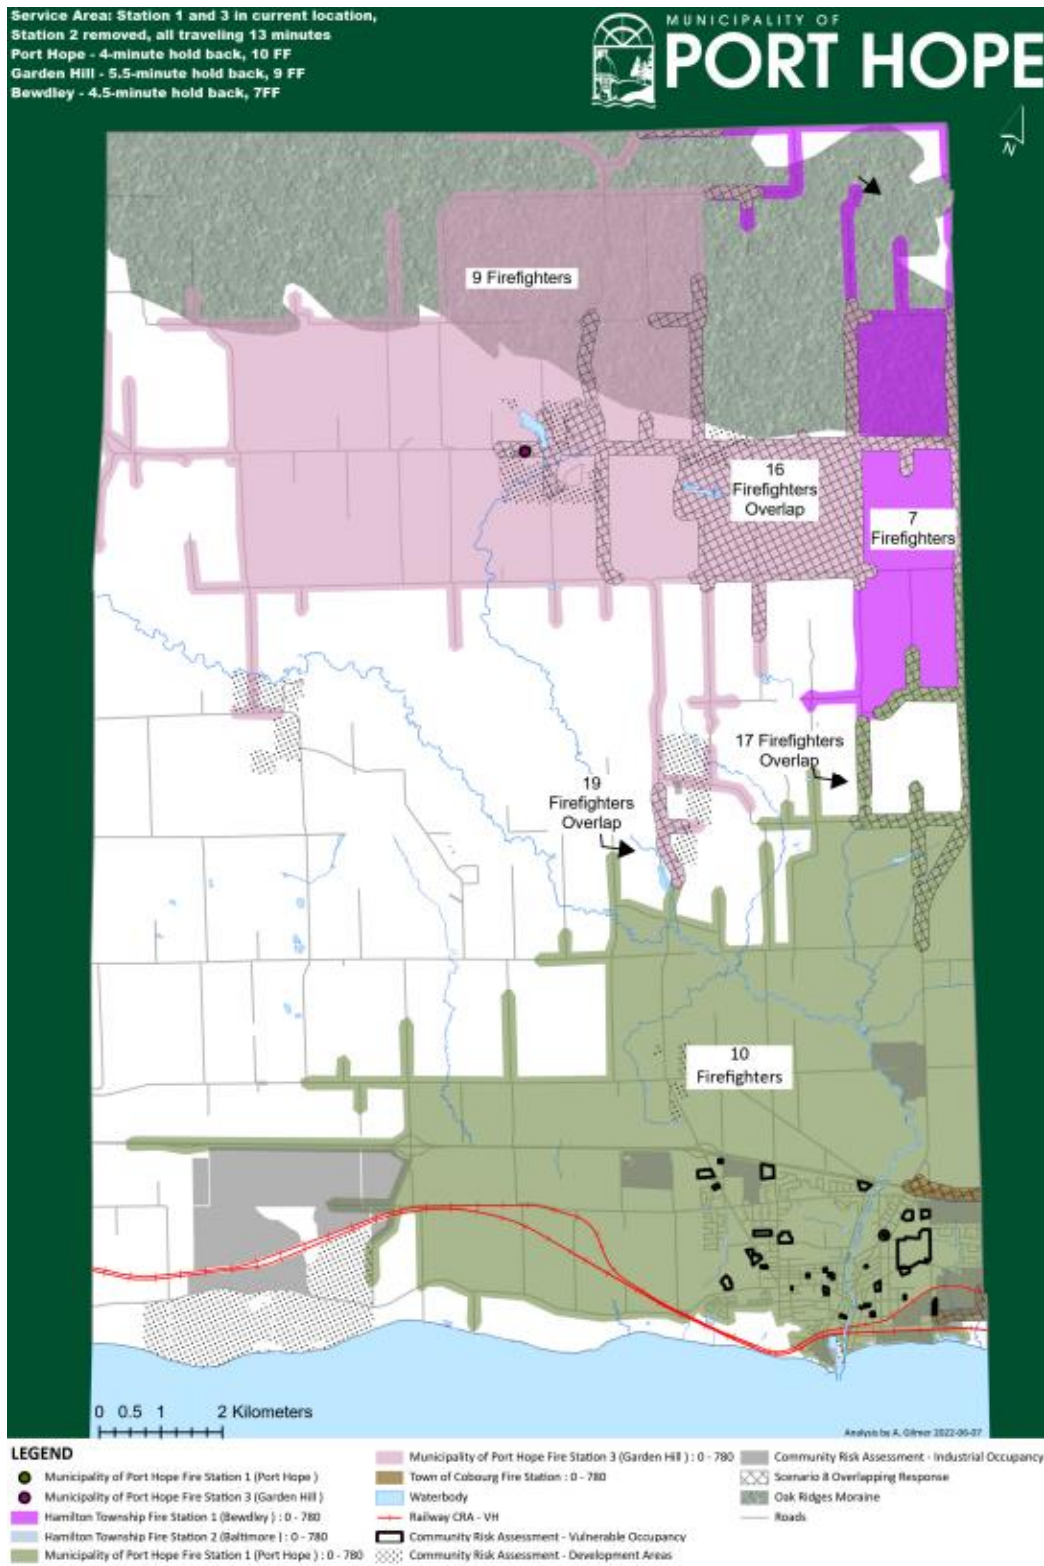 Service Area: Station 1 and 3 in current location,
Station 2 removed, all traveling 13 minutes
Port Hope - 4-minute hold back, 10 FF
Garden Hill - 5.5-minute hold back, 9 FF
Bewdley - 4.5-minute hold back, 7FF
MUNICIPALITY OF
PORT HOPE
N
9 Firefighters
16
Firefighters
Overlap
7
Firefighters
17 Firefighters
Overlap
19
Firefighters
Overlap
10
Firefighters
0 0.5 1 2 Kilometers
Analysis by A. Gilmer 2022-06-07
LEGEND
Municipality of Port Hope Fire Station 1 (Port Hope )
Municipality of Port Hope Fire Station 3 (Garden Hill )
Hamilton Township Fire Station 1 (Bewdley ) : 0 - 780
Hamilton Township Fire Station 2 (Baltimore ) : 0 - 780
Municipality of Port Hope Fire Station 1 (Port Hope ) : 0 - 780
Municipality of Port Hope Fire Station 3 (Garden Hill ) : 0 - 780
Town of Cobourg Fire Station : 0 - 780
Waterbody
Railway CRA - VH
Community Risk Assessment - Vulnerable Occupancy
Community Risk Assessment - Development Areas
Community Risk Assessment - Industrial Occupancy
Scenario 8 Overlapping Response
Oak Ridges Moraine
Roads